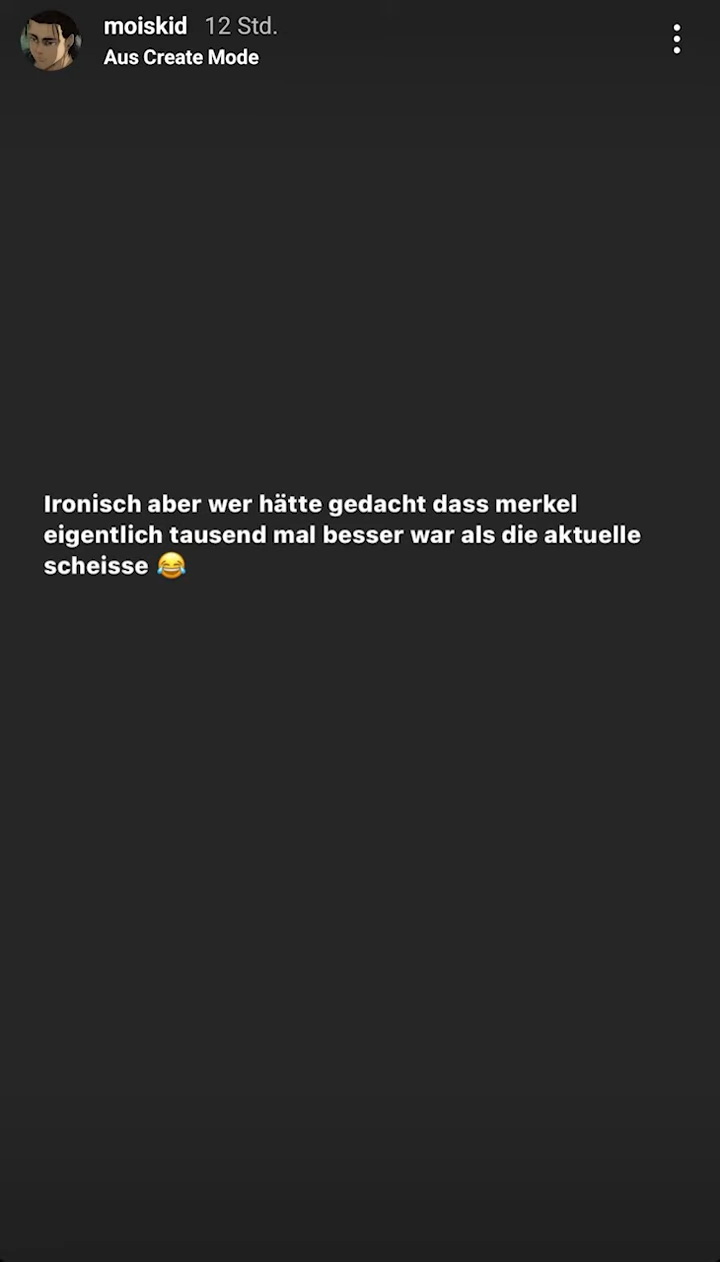 moiskid 12 Std.
Aus Create Mode
Ironisch aber wer hätte gedacht dass merkel
eigentlich tausend mal besser war als die aktuelle
scheisse 😂